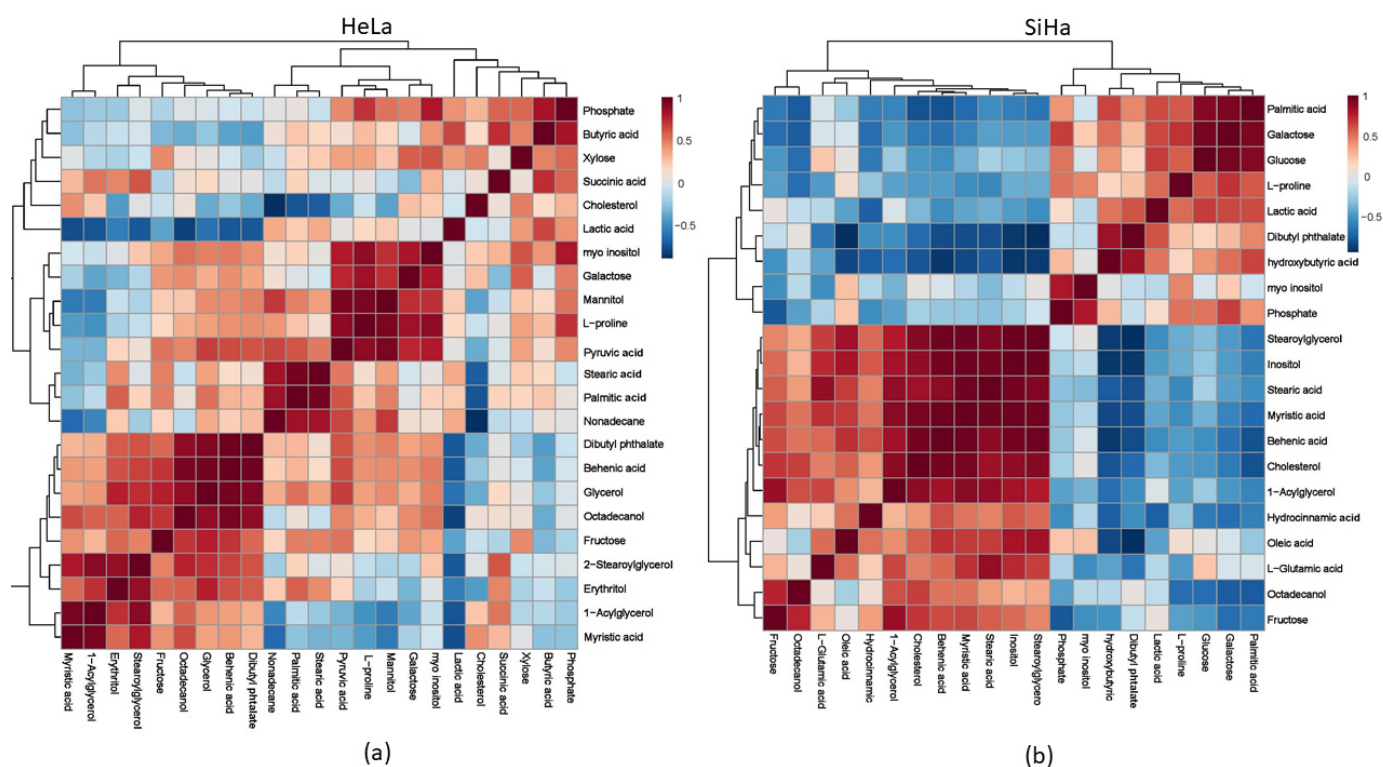 HeLa
SiHa
Phosphate
Butyric acid
Xylose
Succinic acid
Cholesterol
Lactic acid
myo inositol
Galactose
Mannitol
L-proline
Pyruvic acid
Stearic acid
Palmitic acid
Nonadecane
Dibutyl phthalate
Behenic acid
Glycerol
Octadecanol
Fructose
2-Stearoylglycerol
Erythritol
1-Acylglycerol
Myristic acid
1
0.5
0
-0.5
Myristic acid
1-Acylglycerol
Erythritol
Stearoylglycerol
Fructose
Octadecanol
Glycerol
Behenic acid
Dibutyl phtalate
Nonadecane
Palmitic acid
Stearic acid
Pyruvic acid
L-proline
Mannitol
Galactose
myo inositol
Lactic acid
Cholesterol
Succinic acid
Xylose
Butyric acid
Phosphate
(a)
Palmitic acid
Galactose
Glucose
L-proline
Lactic acid
Dibutyl phthalate
hydroxybutyric acid
myo inositol
Phosphate
Stearoylglycerol
Inositol
Stearic acid
Myristic acid
Behenic acid
Cholesterol
1-Acylglycerol
Hydrocinnamic acid
Oleic acid
L-Glutamic acid
Octadecanol
Fructose
1
0.5
0
-0.5
Fructose
Octadecanol
L-Glutamic acid
Oleic acid
Hydrocinnamic
1-Acylglycerol
Cholesterol
Behenic acid
Myristic acid
Stearic acid
Inositol
Stearoylglycero
Phosphate
myo inositol
hydroxybutyric
Dibutyl phtalate
Lactic acid
L-proline
Glucose
Galactose
Palmitic acid
(b)